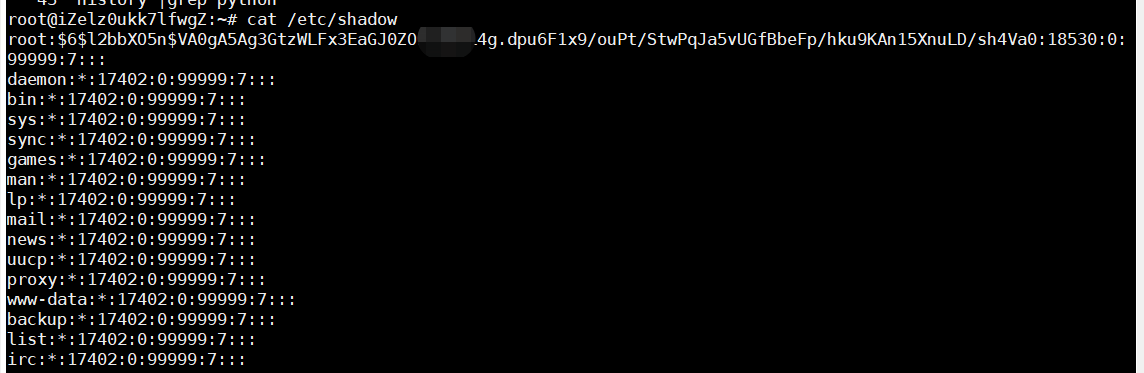 45 history |grep python
root@iZelz0ukk7lfwgZ:~# cat /etc/shadow
root:$6$l2bbXO5n$VA0gA5Ag3GtzWLFx3EaGJ0ZO 4g.dpu6F1x9/ouPt/StwPqJa5vUGfBbeFp/hku9KAn15XnuLD/sh4Va0:18530:0:
99999:7:::
daemon:*:17402:0:99999:7:::
bin:*:17402:0:99999:7:::
sys:*:17402:0:99999:7:::
sync:*:17402:0:99999:7:::
games:*:17402:0:99999:7:::
man:*:17402:0:99999:7:::
lp:*:17402:0:99999:7:::
mail:*:17402:0:99999:7:::
news:*:17402:0:99999:7:::
uucp:*:17402:0:99999:7:::
proxy:*:17402:0:99999:7:::
www-data:*:17402:0:99999:7:::
backup:*:17402:0:99999:7:::
list:*:17402:0:99999:7:::
irc:*:17402:0:99999:7:::